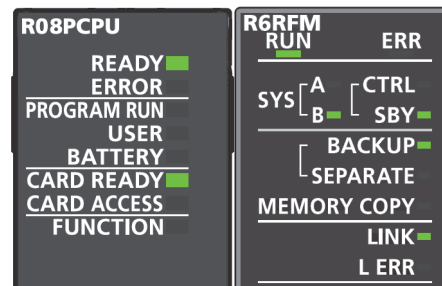 R08PCPU
READY
ERROR
PROGRAM RUN
USER
BATTERY
CARD READY
CARD ACCESS
FUNCTION
R6RFM
RUN ERR
SYS A CTRL
B SBY
BACKUP
SEPARATE
MEMORY COPY
LINK
L ERR